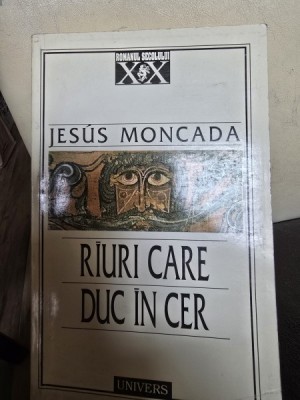 ROMANUL SECOLULUI
XX
JESÚS MONCADA
RÎURI CARE
DUC ÎN CER
UNIVERS